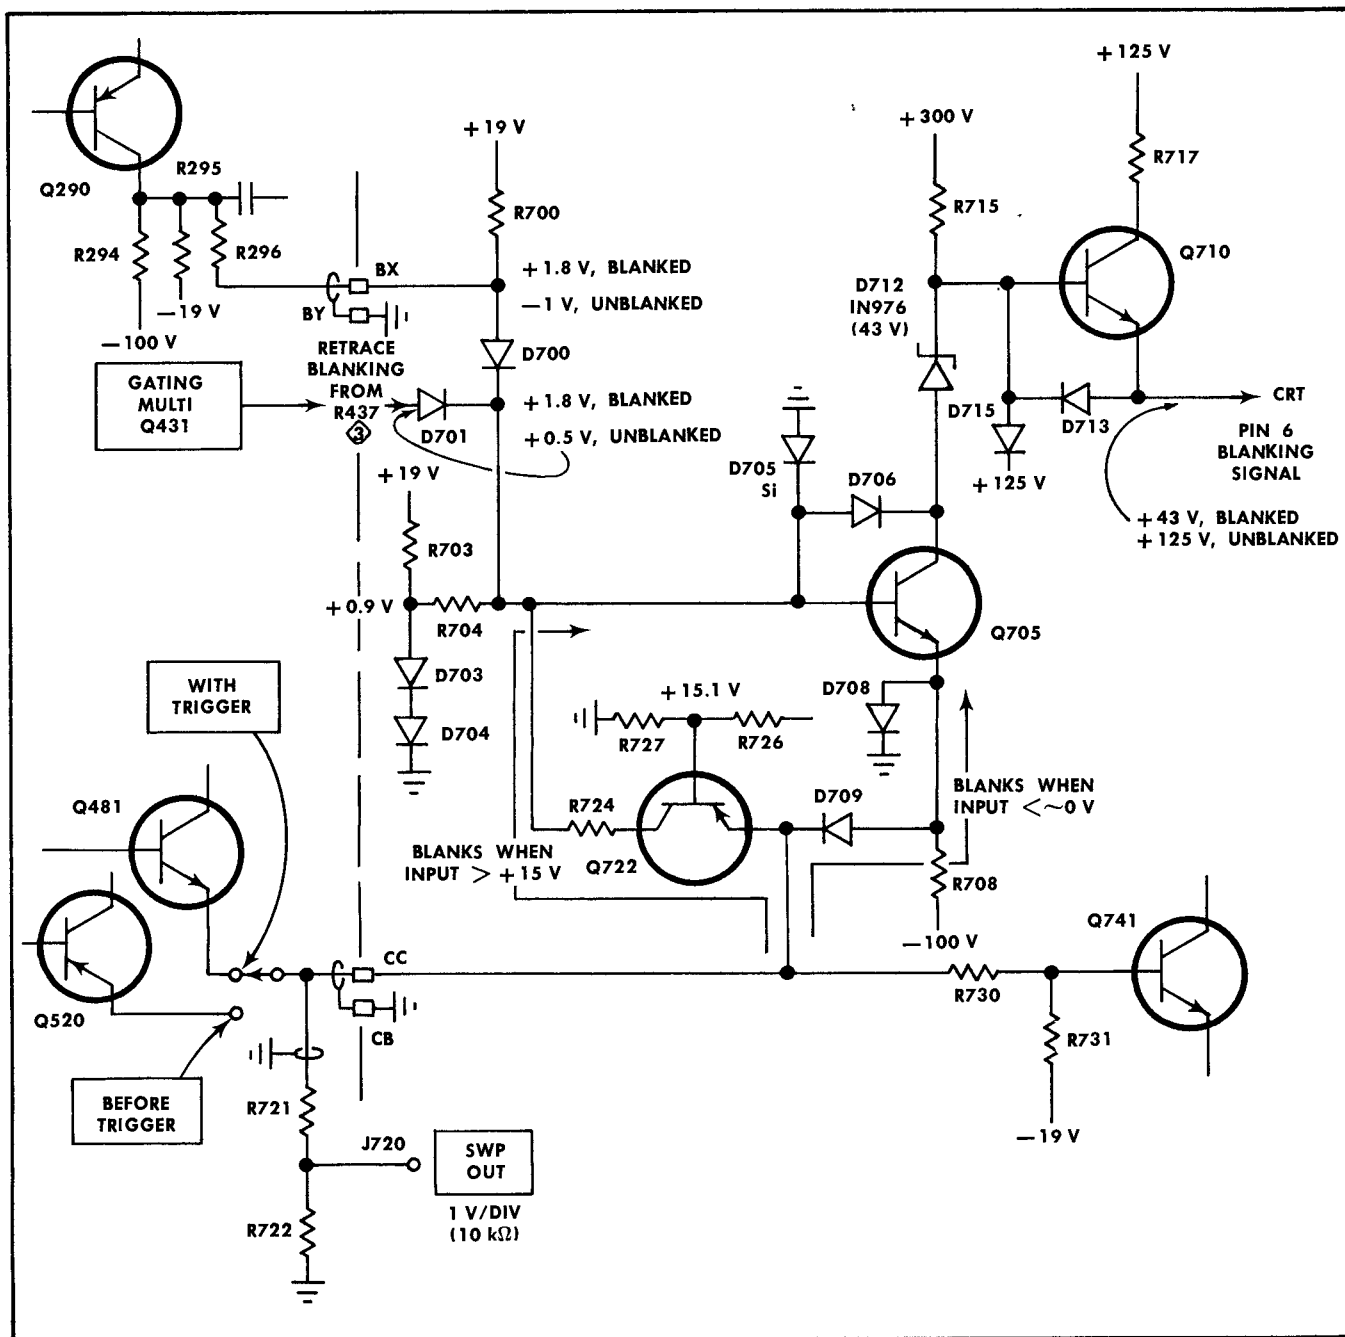 +125 V
+19 V
+300 V
R295
R717
Q290
R700
R715
Q710
R294
R296
BX
+1.8 V, BLANKED
D712
IN976
(43 V)
BY
−1 V, UNBLANKED
−19 V
−100 V
RETRACE
BLANKING
FROM
R437
3
D700
GATING
MULTI
Q431
+1.8 V, BLANKED
D715
CRT
D701
+0.5 V, UNBLANKED
D713
PIN 6
BLANKING
SIGNAL
+19 V
D705
Si
D706
+125 V
+43 V, BLANKED
+125 V, UNBLANKED
R703
+0.9 V
R704
Q705
WITH
TRIGGER
D703
D708
+15.1 V
D704
R727
R726
Q481
BLANKS WHEN
INPUT <~0 V
R724
D709
BLANKS WHEN
INPUT > +15 V
Q722
R708
Q741
−100 V
CC
R730
Q520
CB
R731
BEFORE
TRIGGER
R721
−19 V
J720
SWP
OUT
R722
1 V/DIV
(10 kΩ)